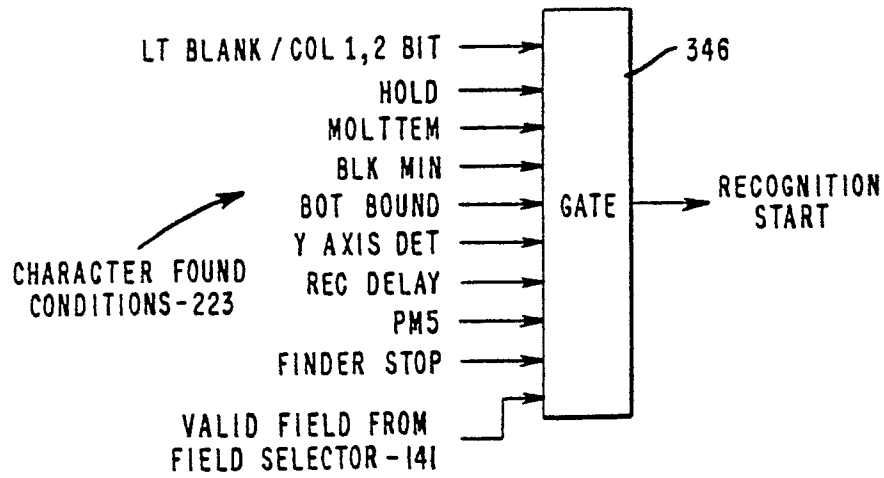 LT BLANK / COL 1,2 BIT
346
HOLD
MOLTTEM
BLK MIN
BOT BOUND
GATE
RECOGNITION
START
Y AXIS DET
CHARACTER FOUND
CONDITIONS-223
REC DELAY
PM5
FINDER STOP
VALID FIELD FROM
FIELD SELECTOR-141